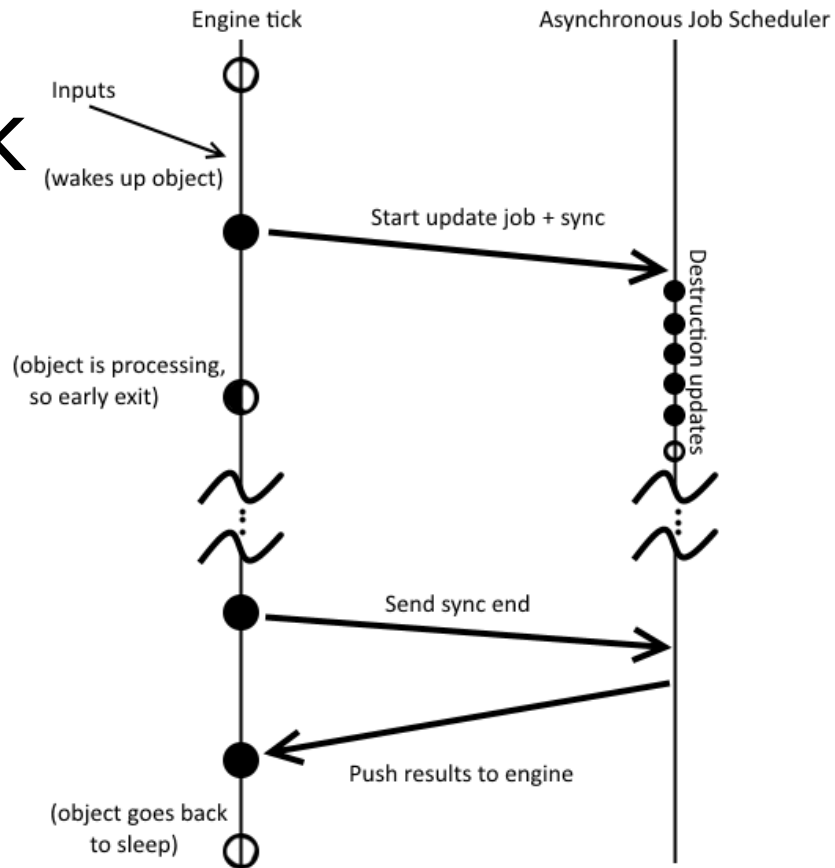 Engine tick
Asynchronous Job Scheduler
Inputs
k
(wakes up object)
Start update job + sync
Destruction updates
(object is processing,
so early exit)
Send sync end
Push results to engine
(object goes back
to sleep)